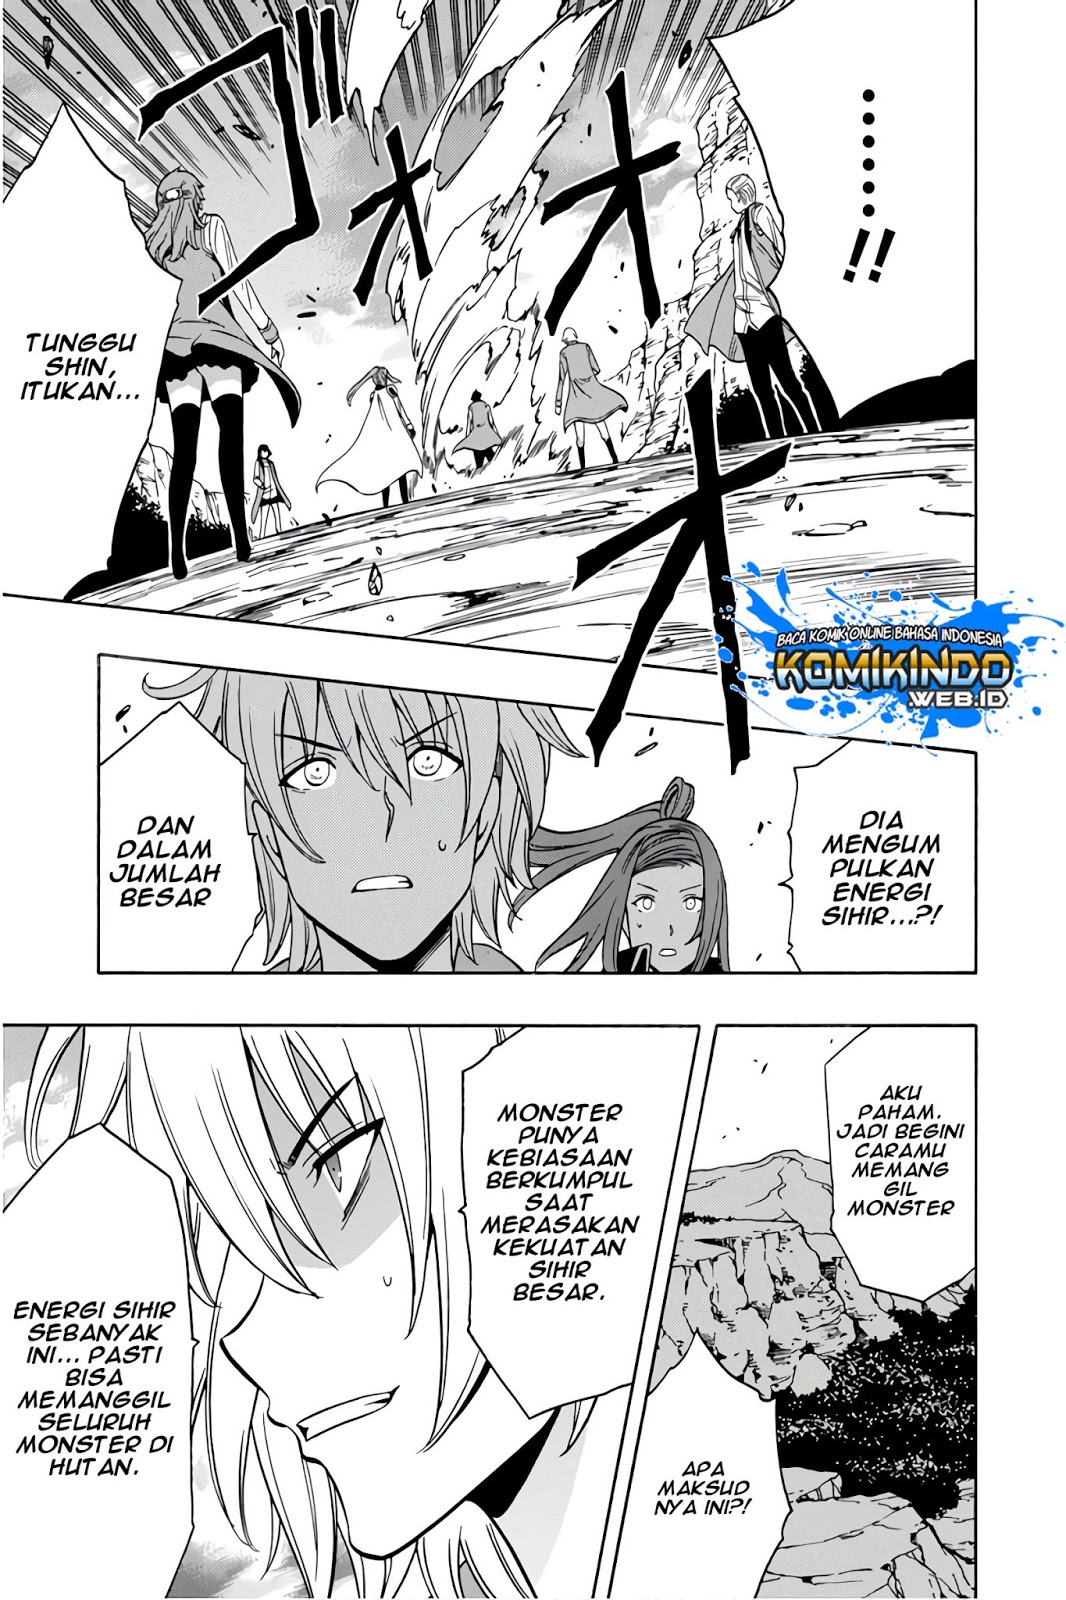 ......!!
ゴオオオ
TUNGGU
SHIN,
ITUKAN...
BACA KOMIK ONLINE BAHASA INDONESIA
KOMIKINDO
.WEB.ID
DIA
MENGUM
PULKAN
ENERGI
SIHIR...?!
DAN
DALAM
JUMLAH
BESAR
AKU
PAHAM.
JADI BEGINI
CARAMU
MEMANG
GIL
MONSTER
APA
MAKSUD
NYA INI?!
MONSTER
PUNYA
KEBIASAAN
BERKUMPUL
SAAT
MERASAKAN
KEKUATAN
SIHIR
BESAR.
ENERGI SIHIR
SEBANYAK
INI... PASTI
BISA
MEMANGGIL
SELURUH
MONSTER DI
HUTAN.